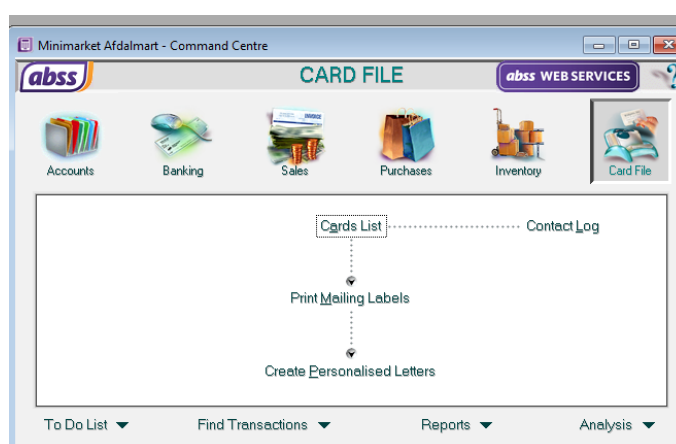 Minimarket Afdalmart - Command Centre
abss CARD FILE abss WEB SERVICES
INVOICE
Accounts Banking Sales Purchases Inventory Card File
Cards List Contact Log
Print Mailing Labels
Create Personalised Letters
To Do List Find Transactions Reports Analysis